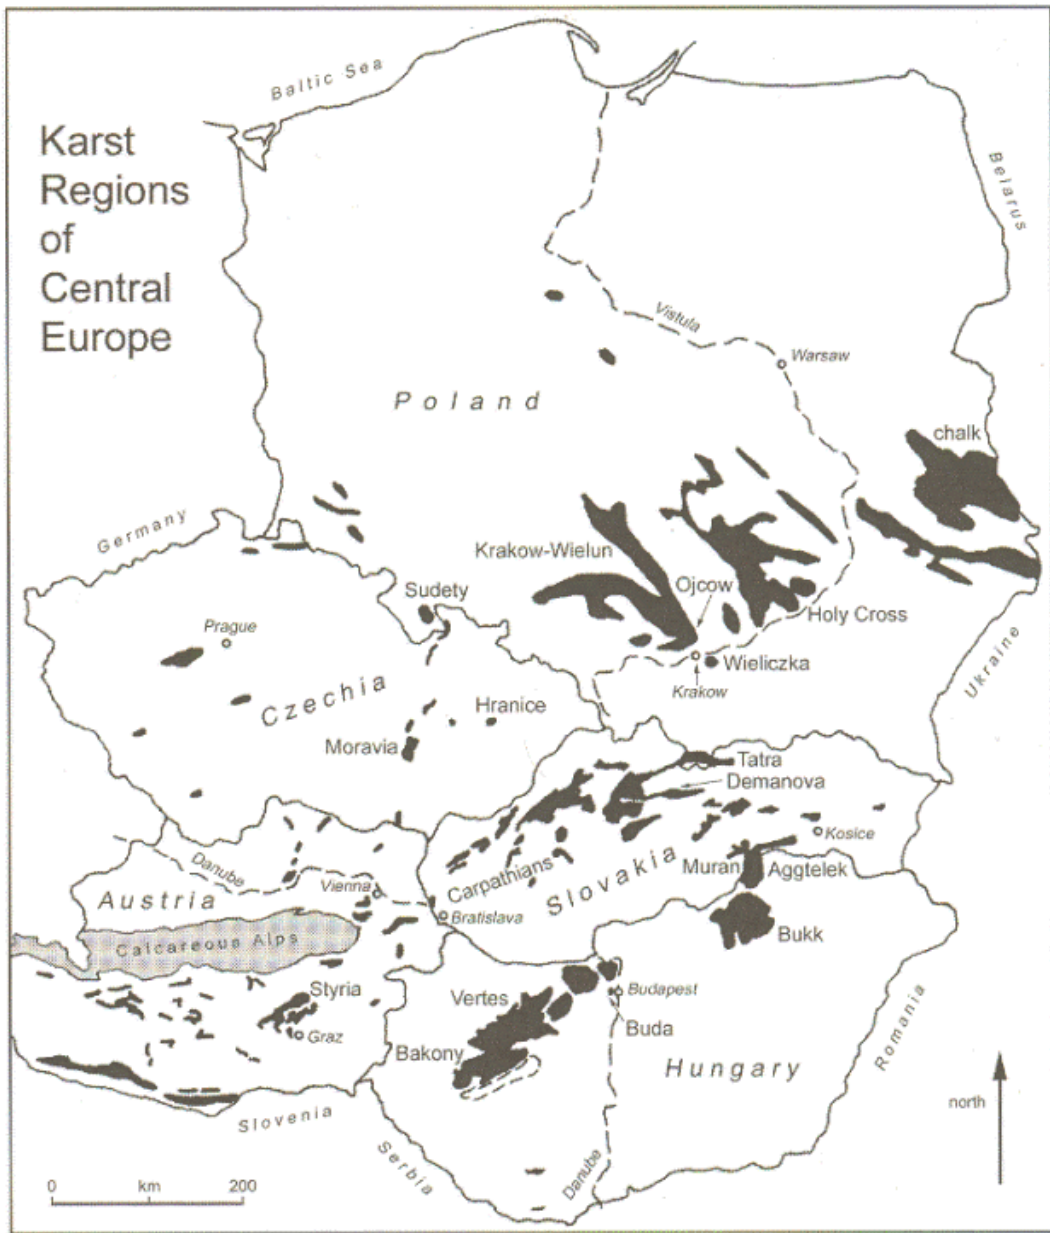 Karst
Regions
of
Central
Europe
Baltic Sea
Belarus
Vistula
Warsaw
Poland
chalk
Germany
Krakow-Wielun
Ojcow
Sudety
Holy Cross
Prague
Wieliczka
Krakow
Ukraine
Czechia
Hranice
Moravia
Tatra
Demanova
Kosice
Danube
Vienna
Carpathians
Slovakia
Muran
Aggtelek
Austria
Bratislava
Calcareous Alps
Bukk
Styria
Vertes
Budapest
Buda
Graz
Bakony
Hungary
Romania
north
Slovenia
Serbia
Danube
0 km 200